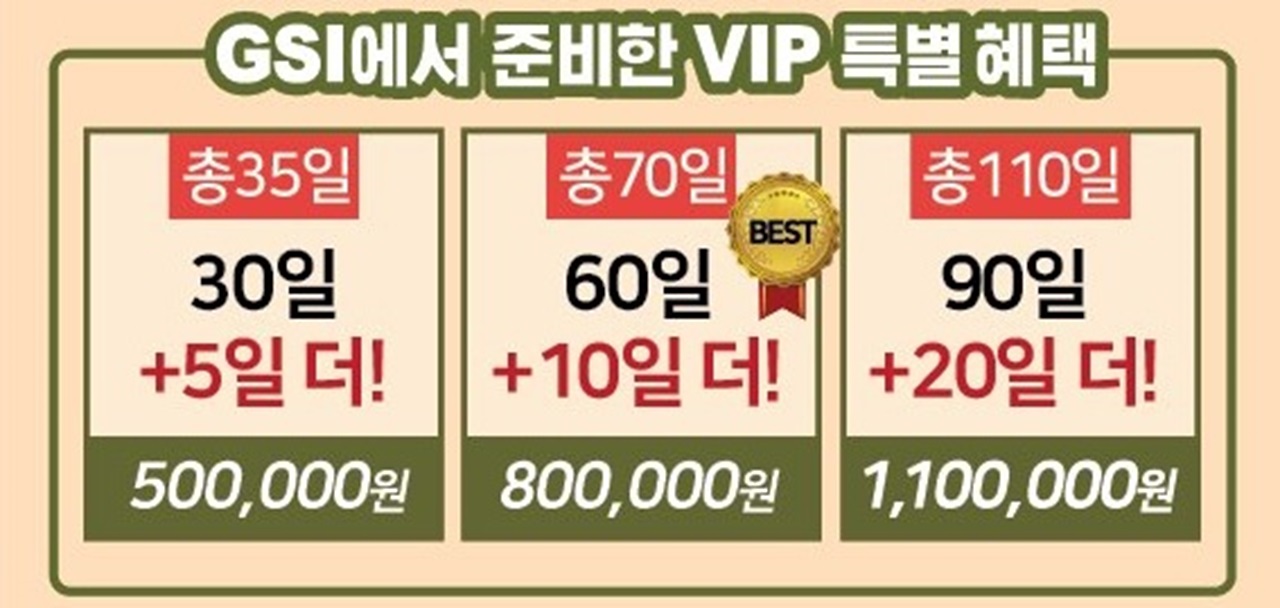 GSI에서 준비한 VIP 특별 혜택
총35일
30일
+5일 더!
500,000원
총70일
BEST
60일
+10일 더!
800,000원
총110일
90일
+20일 더!
1,100,000원